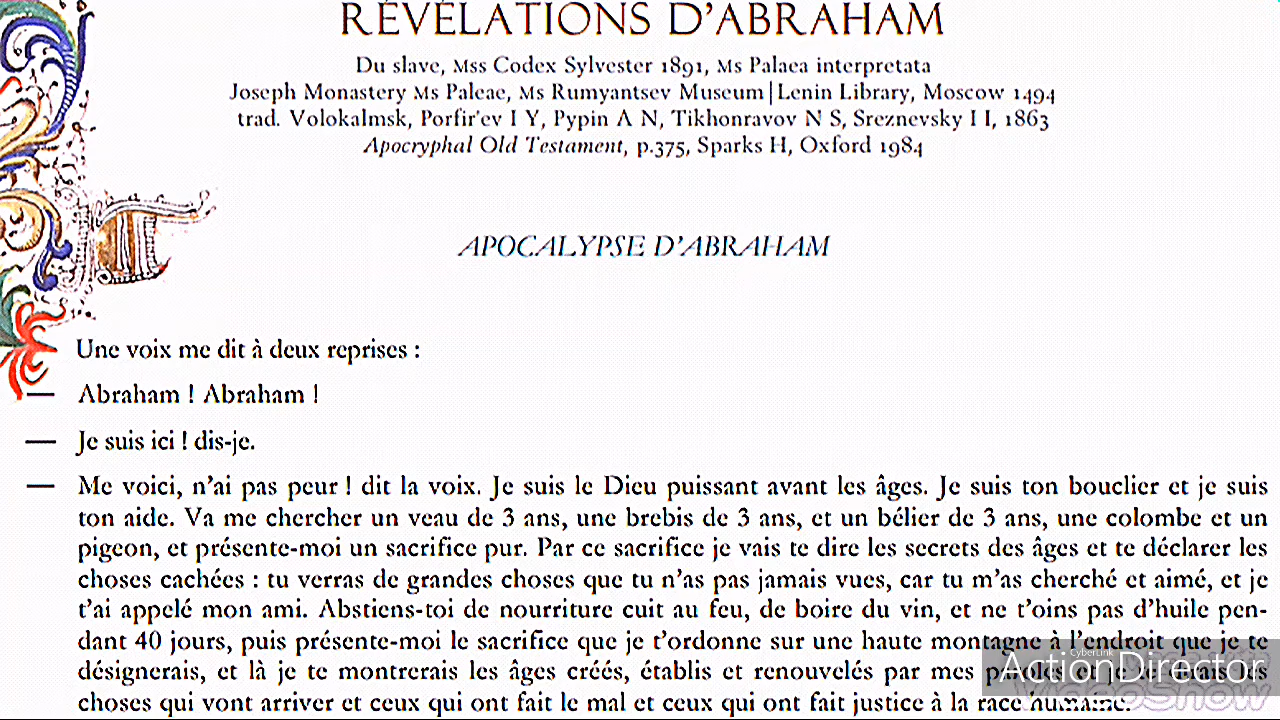 RÉVÉLATIONS D’ABRAHAM
Du slave, Mss Codex Sylvester 1891, Ms Palaea interpretata
Joseph Monastery Ms Paleae, Ms Rumyantsev Museum|Lenin Library, Moscow 1494
trad. Volokalmsk, Porfir'ev I Y, Pypin A N, Tikhonravov N S, Sreznevsky I I, 1863
Apocryphal Old Testament, p.375, Sparks H, Oxford 1984
APOCALYPSE D’ABRAHAM
Une voix me dit à deux reprises :
— Abraham ! Abraham !
— Je suis ici ! dis-je.
— Me voici, n’ai pas peur ! dit la voix. Je suis le Dieu puissant avant les âges. Je suis ton bouclier et je suis
ton aide. Va me chercher un veau de 3 ans, une brebis de 3 ans, et un bélier de 3 ans, une colombe et un
pigeon, et présente-moi un sacrifice pur. Par ce sacrifice je vais te dire les secrets des âges et te déclarer les
choses cachées : tu verras de grandes choses que tu n’as pas jamais vues, car tu m’as cherché et aimé, et je
t’ai appelé mon ami. Abstiens-toi de nourriture cuit au feu, de boire du vin, et ne t’oins pas d’huile pen-
dant 40 jours, puis présente-moi le sacrifice que je t’ordonne sur une haute montagne à l’endroit que je te
désignerais, et là je te montrerais les âges créés, établis et renouvelés par mes paroles et je te dirais les
choses qui vont arriver et ceux qui ont fait le mal et ceux qui ont fait justice à la race humaine.
CyberLink
ActionDirector
VideoShow